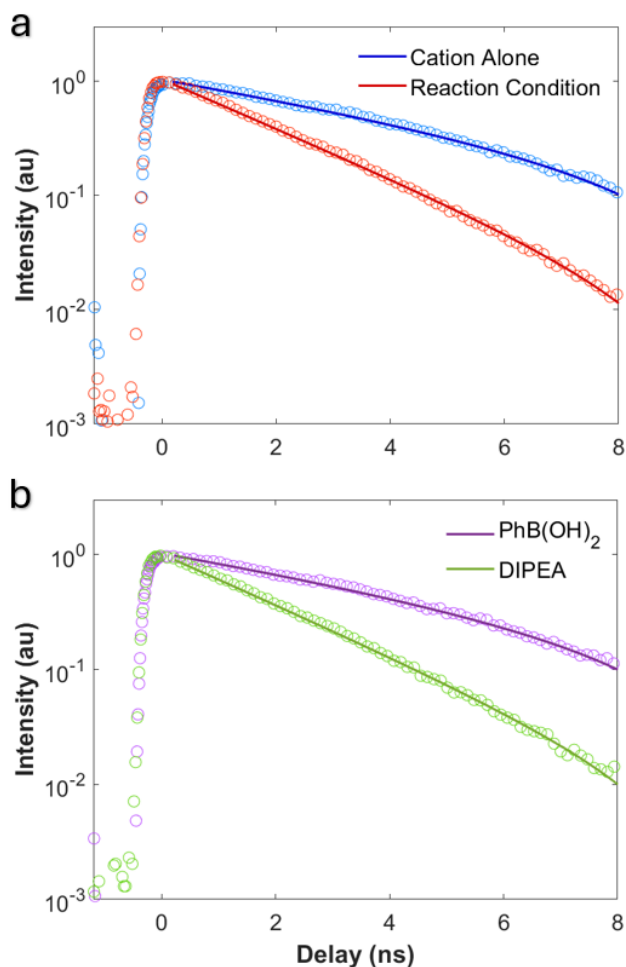 a
Cation Alone
Reaction Condition
Intensity (au)
10^0
10^-1
10^-2
10^-3
0 2 4 6 8
b
PhB(OH)_2
DIPEA
Intensity (au)
10^0
10^-1
10^-2
10^-3
0 2 4 6 8
Delay (ns)